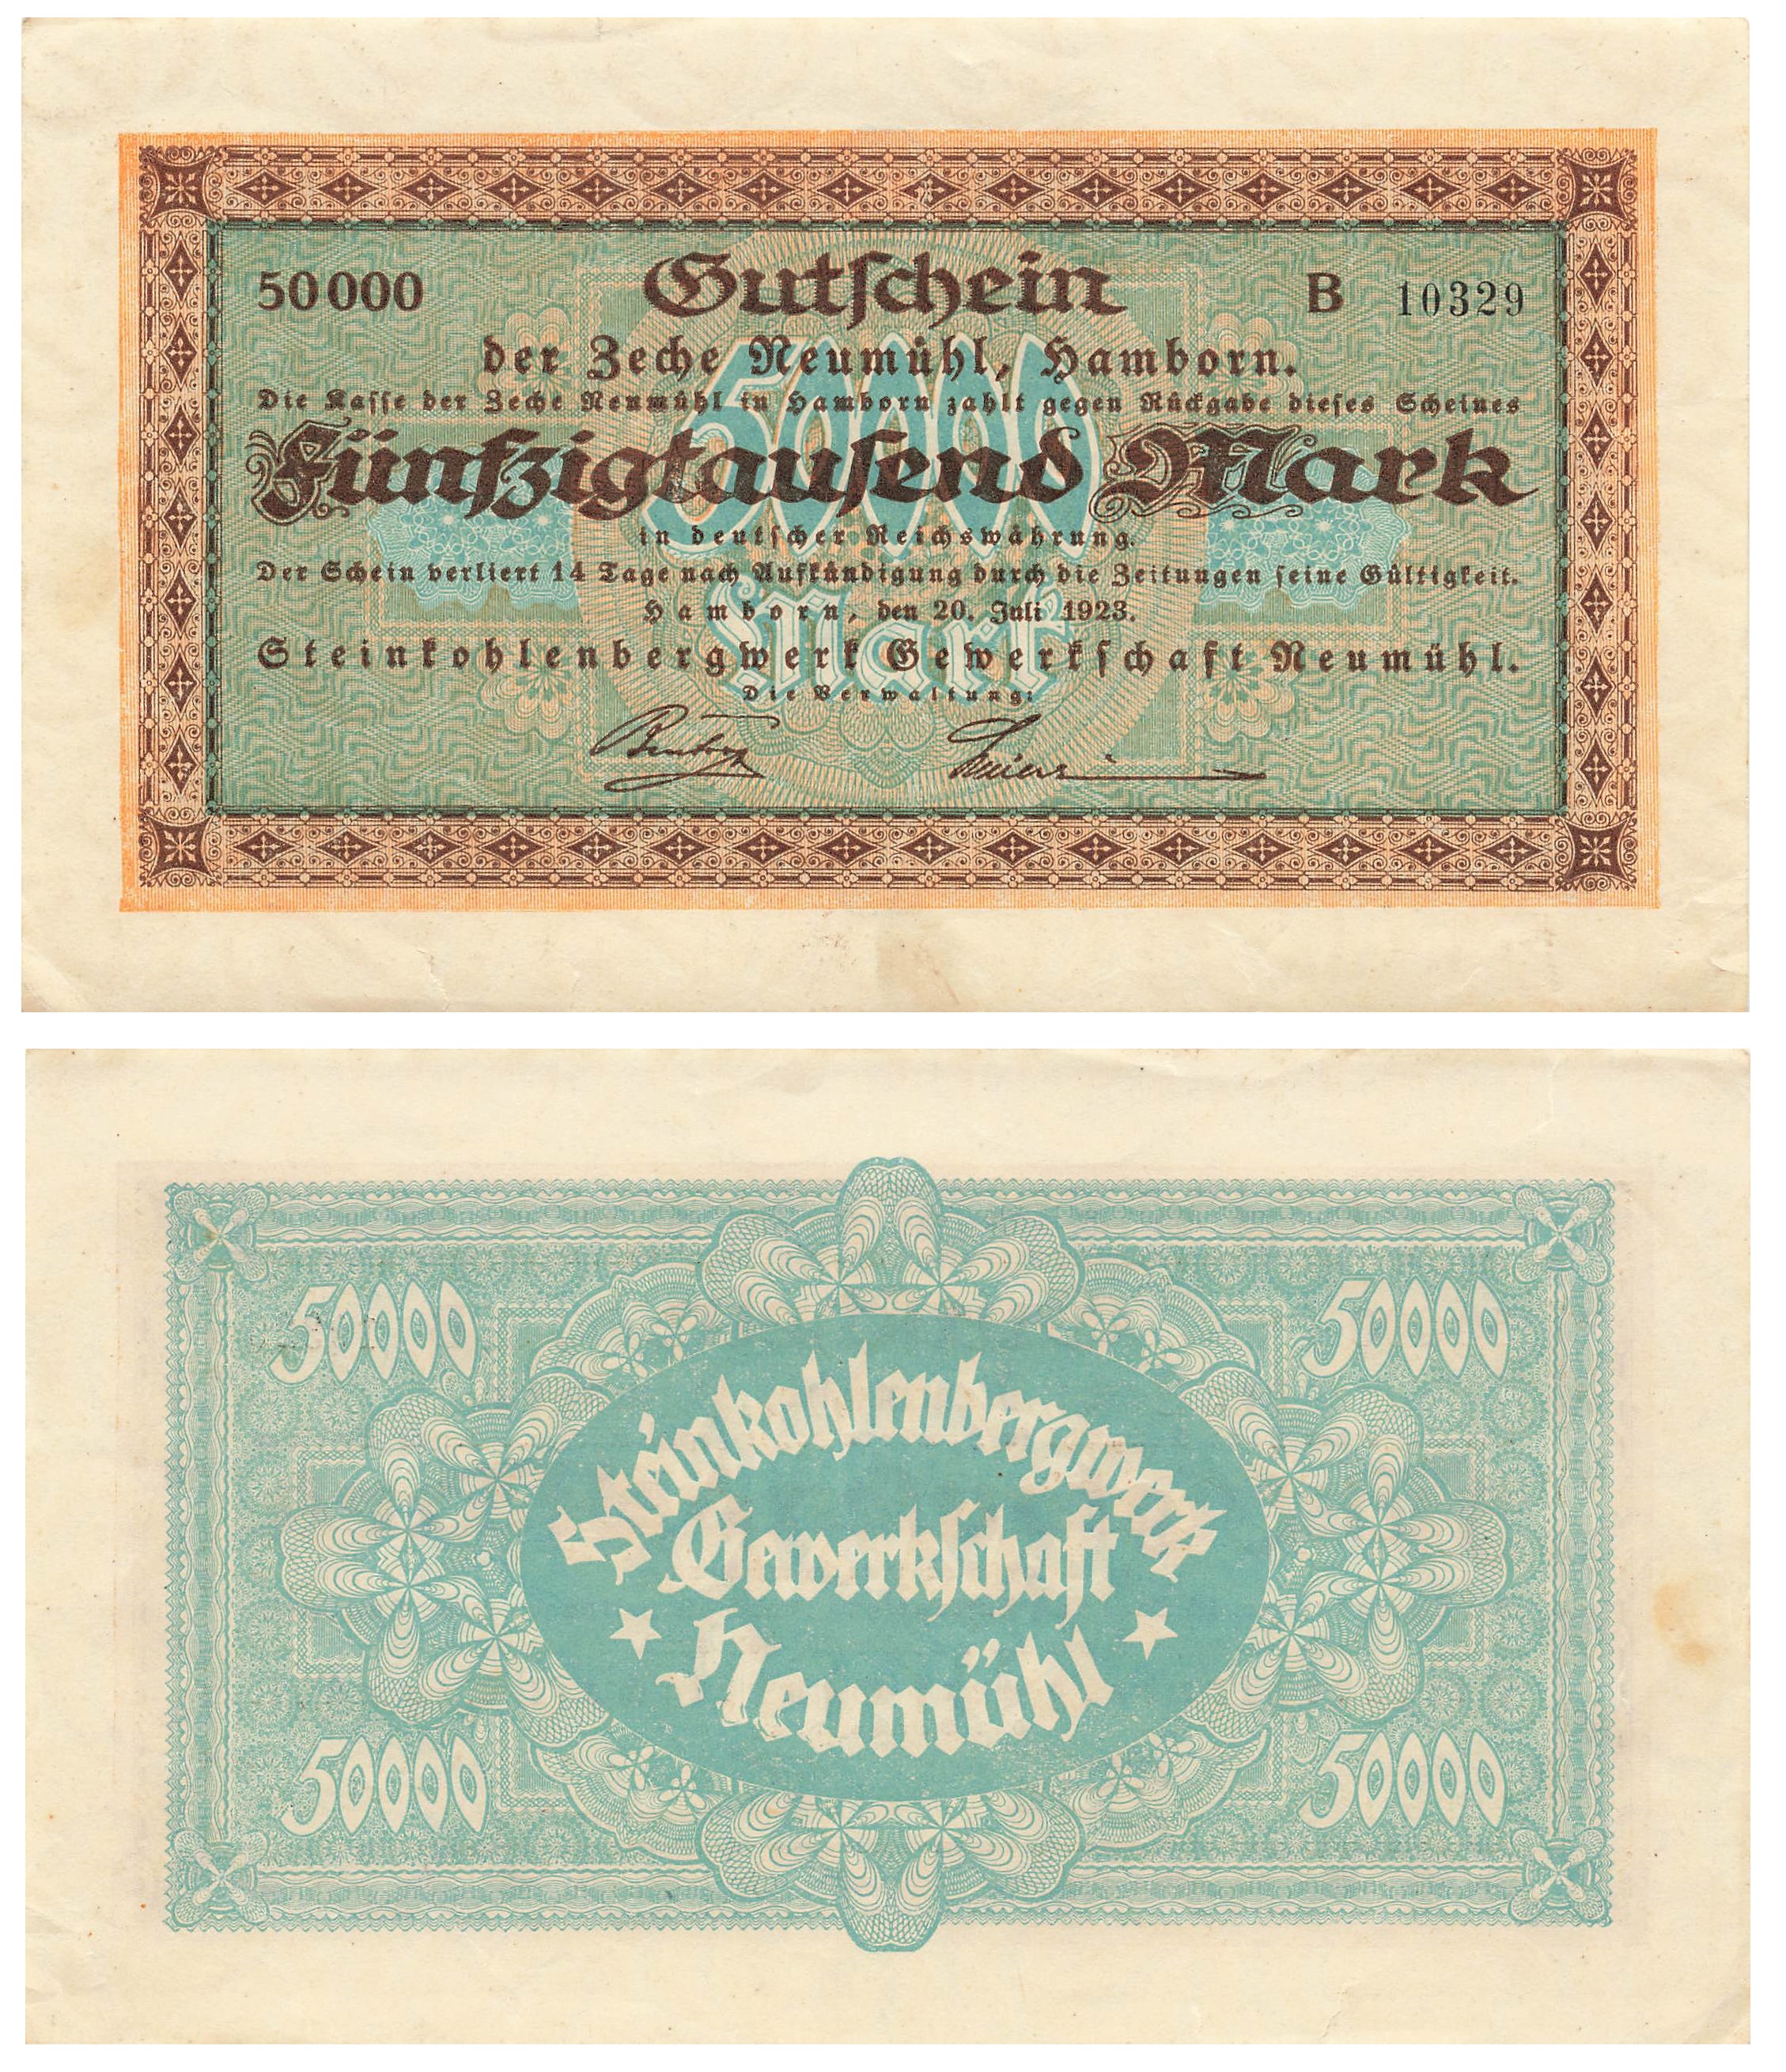 50000 Gutschein B 10329
der Zeche Neumühl, Hamborn.
Die Kasse der Zeche Neumühl in Hamborn zahlt gegen Rückgabe dieses Scheines
Fünfzigtausend Mark
50000
in deutscher Reichswährung.
Der Schein verliert 14 Tage nach Aufkündigung durch die Zeitungen seine Gültigkeit.
Mark
Hamborn, den 20. Juli 1923.
Steinkohlenbergwerk Gewerkschaft Neumühl.
Die Verwaltung:
50000 50000
Steinkohlenbergwerk
Gewerkschaft
Neumühl
50000 50000